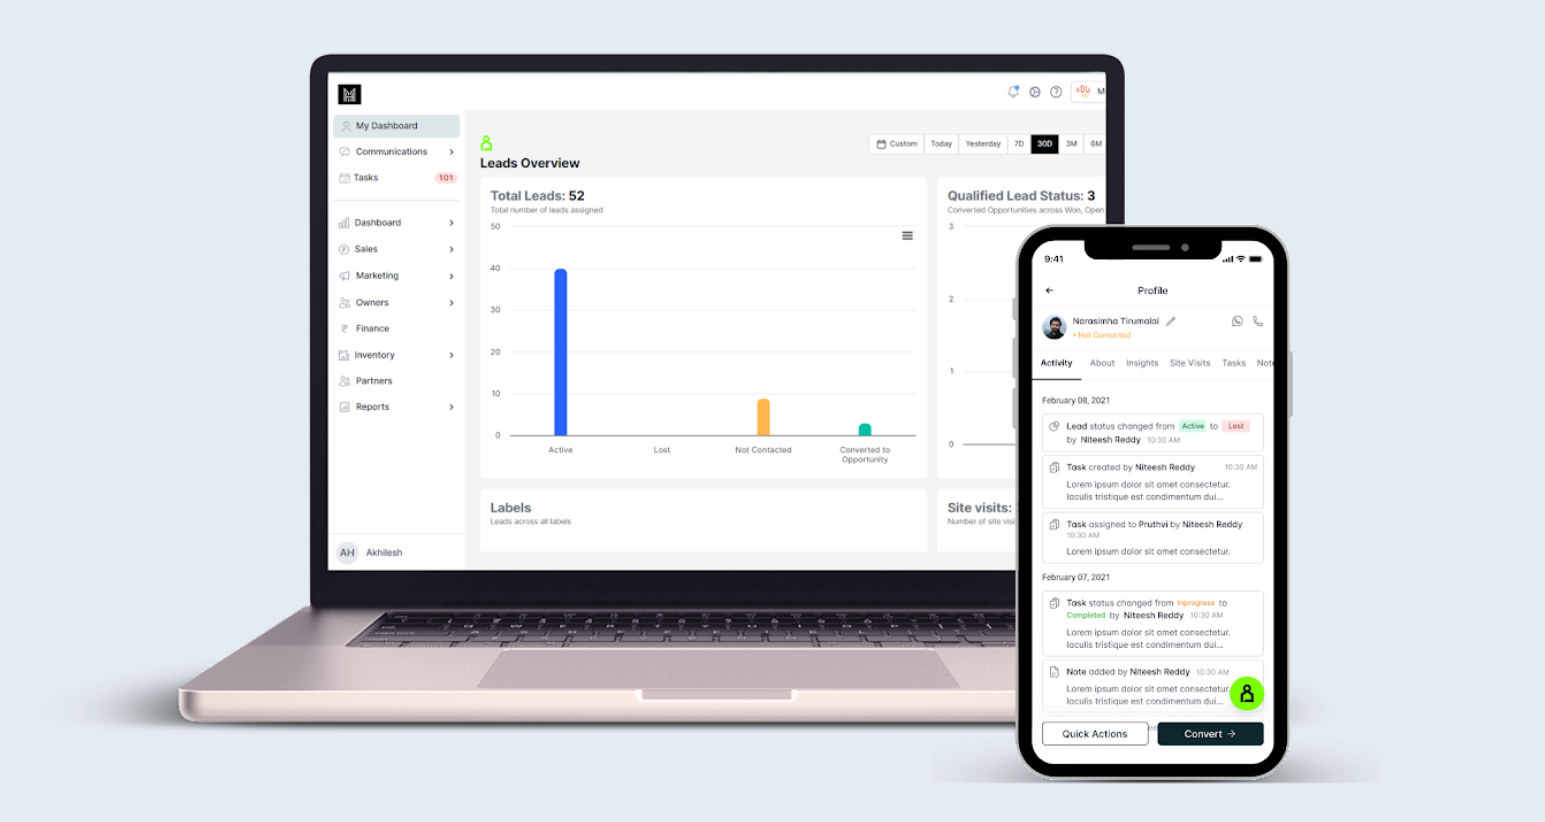 My Dashboard
Communications
Tasks
101
Dashboard
Sales
Marketing
Owners
Finance
Inventory
Partners
Reports
AH
Akhilesh
M
Custom
Today
Yesterday
7D
30D
3M
6M
Leads Overview
Total Leads: 52
Total number of leads assigned
50
40
30
20
10
0
Active
Lost
Not Contacted
Converted to
Opportunity
Qualified Lead Status: 3
Converted Opportunities across Won, Open
3
2
1
0
Labels
Leads across all labels
Site visits:
Number of site visi
9:41
Profile
Narasimha Tirumalai
• Not Contacted
Activity
About
Insights
Site Visits
Tasks
Note
February 08, 2021
Lead status changed from Active to Lost
by Niteesh Reddy 10:30 AM
Task created by Niteesh Reddy 10:30 AM
Lorem ipsum dolor sit amet consectetur.
Iaculis tristique est condimentum dui...
Task assigned to Pruthvi by Niteesh Reddy
10:30 AM
Lorem ipsum dolor sit amet consectetur.
February 07, 2021
Task status changed from Inprogress to
Completed by Niteesh Reddy 10:30 AM
Lorem ipsum dolor sit amet consectetur.
Iaculis tristique est condimentum dui...
Note added by Niteesh Reddy 10:30 AM
Lorem ipsum dolor sit amet consectetur.
Iaculis tristique est condimentum dui...
Quick Actions
Convert →